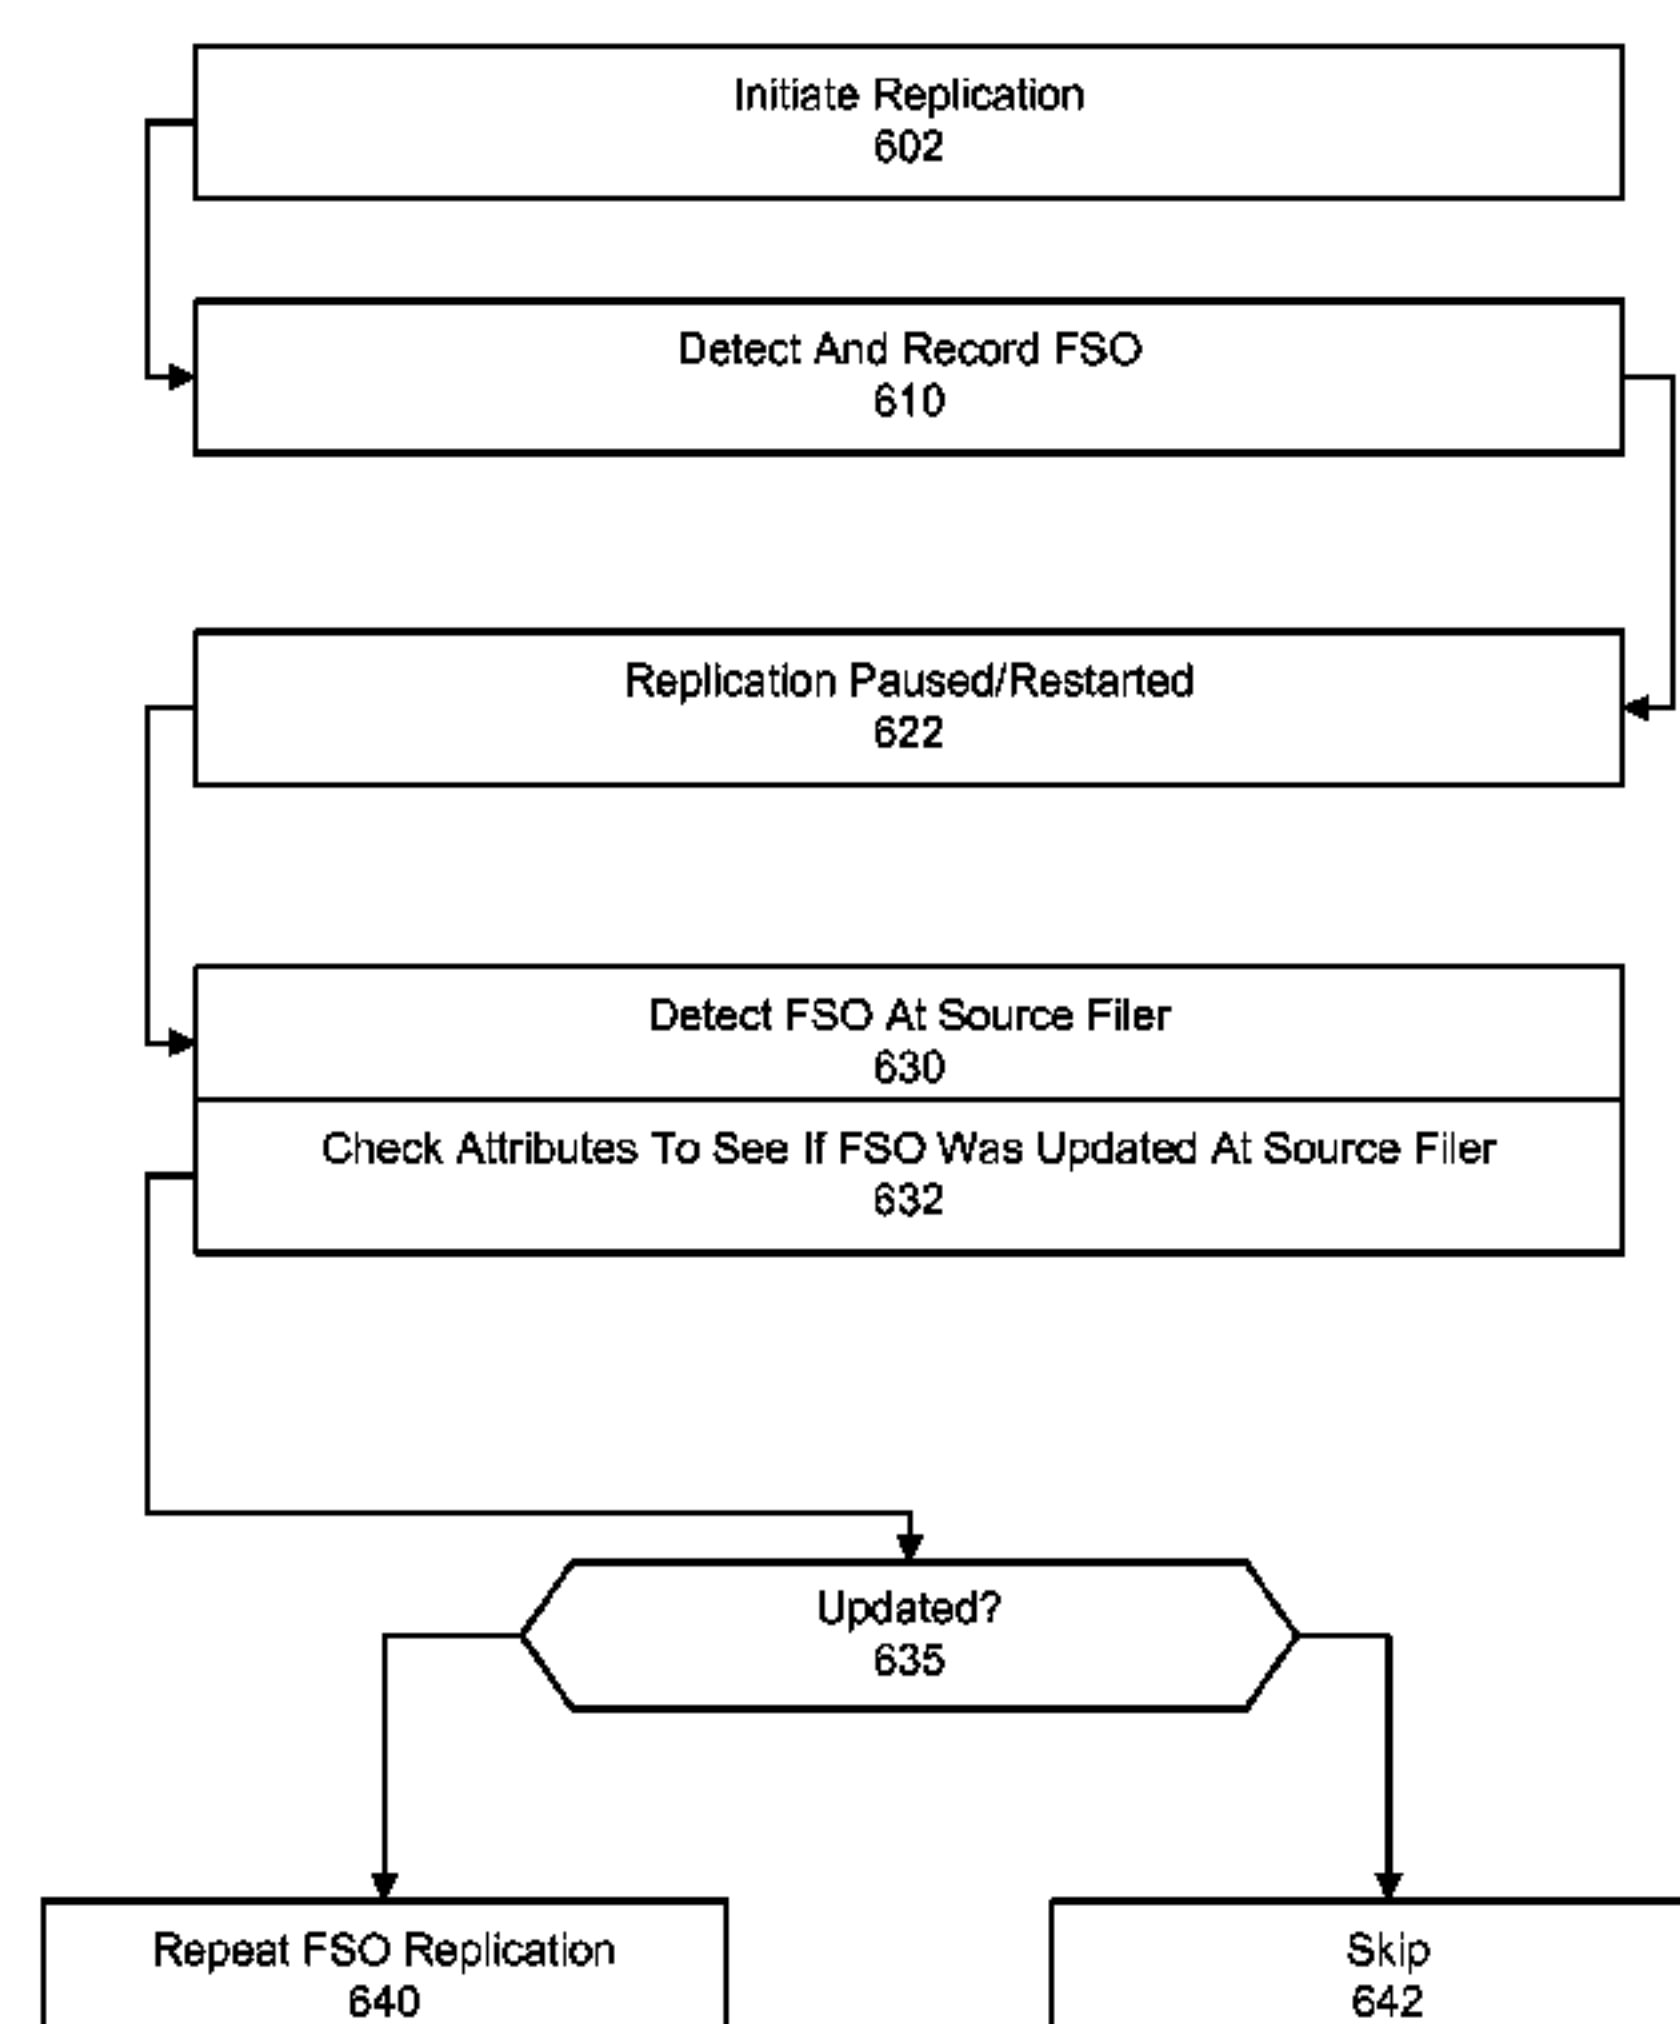 Initiate Replication
602
Detect And Record FSO
610
Replication Paused/Restarted
622
Detect FSO At Source Filer
630
Check Attributes To See If FSO Was Updated At Source Filer
632
Updated?
635
Repeat FSO Replication
640
Skip
642